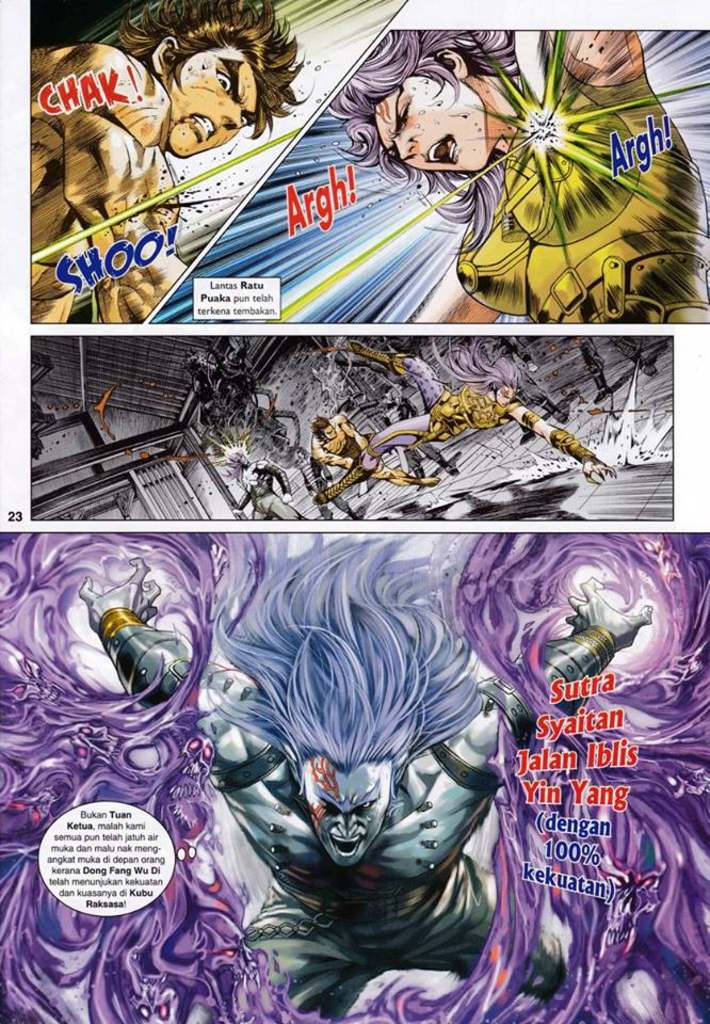 CHAK!
SHOO!
Argh!
Argh!
Lantas Ratu
Puaka pun telah
terkena tembakan.
23
Sutra
Syaitan
Jalan Iblis
Yin Yang
(dengan
100%
kekuatan)
Bukan Tuan
Ketua, malah kami
semua pun telah jatuh air
muka dan malu nak meng-
angkat muka di depan orang
kerana Dong Fang Wu Di
telah menunjukan kekuatan
dan kuasanya di Kubu
Raksasa!